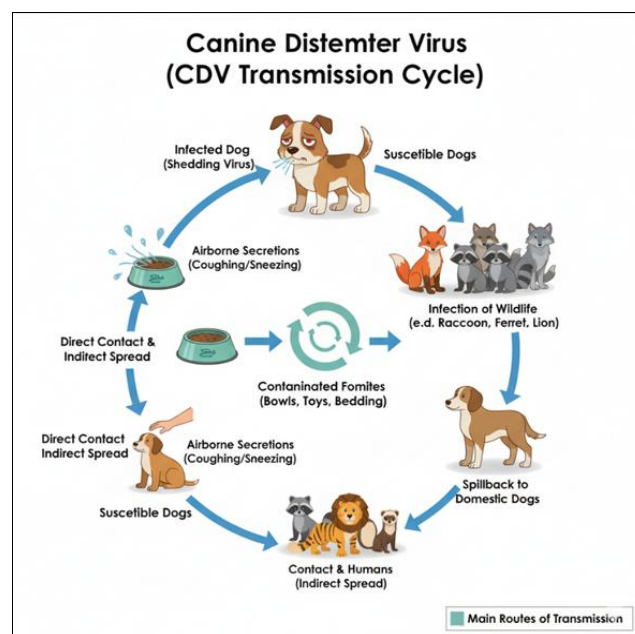 Canine Distemter Virus
(CDV Transmission Cycle)
Infected Dog
(Shedding Virus)
Suscetible Dogs
Airborne Secretions
(Coughing/Sneezing)
Infection of Wildlife
(e.d. Raccoon, Ferret, Lion)
Direct Contact &
Indirect Spread
Contaninated Fomites
(Bowls, Toys, Bedding)
Direct Contact
Indirect Spread
Airborne Secretions
(Coughing/Sneezing)
Suscetible Dogs
Spillback to
Domestic Dogs
Contact & Humans
(Indirect Spread)
Main Routes of Transmission